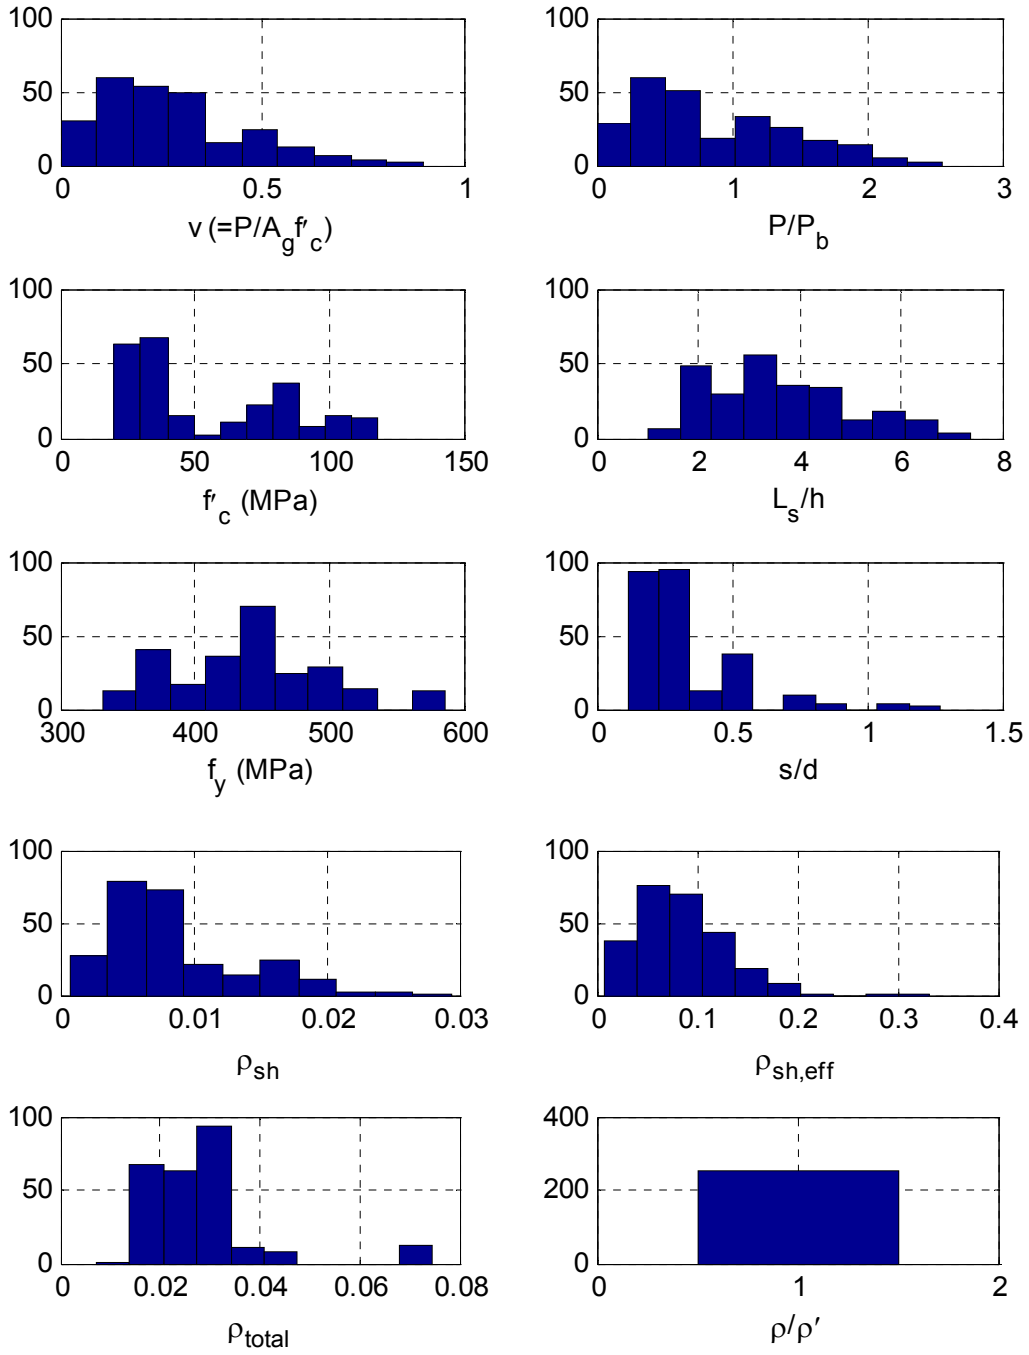 100
50
0
0 0.5 1
v (=P/A_g f'_c)
100
50
0
0 1 2 3
P/P_b
100
50
0
0 50 100 150
f'_c (MPa)
100
50
0
0 2 4 6 8
L_s/h
100
50
0
300 400 500 600
f_y (MPa)
100
50
0
0 0.5 1 1.5
s/d
100
50
0
0 0.01 0.02 0.03
ρ_sh
100
50
0
0 0.1 0.2 0.3 0.4
ρ_sh,eff
100
50
0
0 0.02 0.04 0.06 0.08
ρ_total
400
200
0
0 1 2
ρ/ρ'